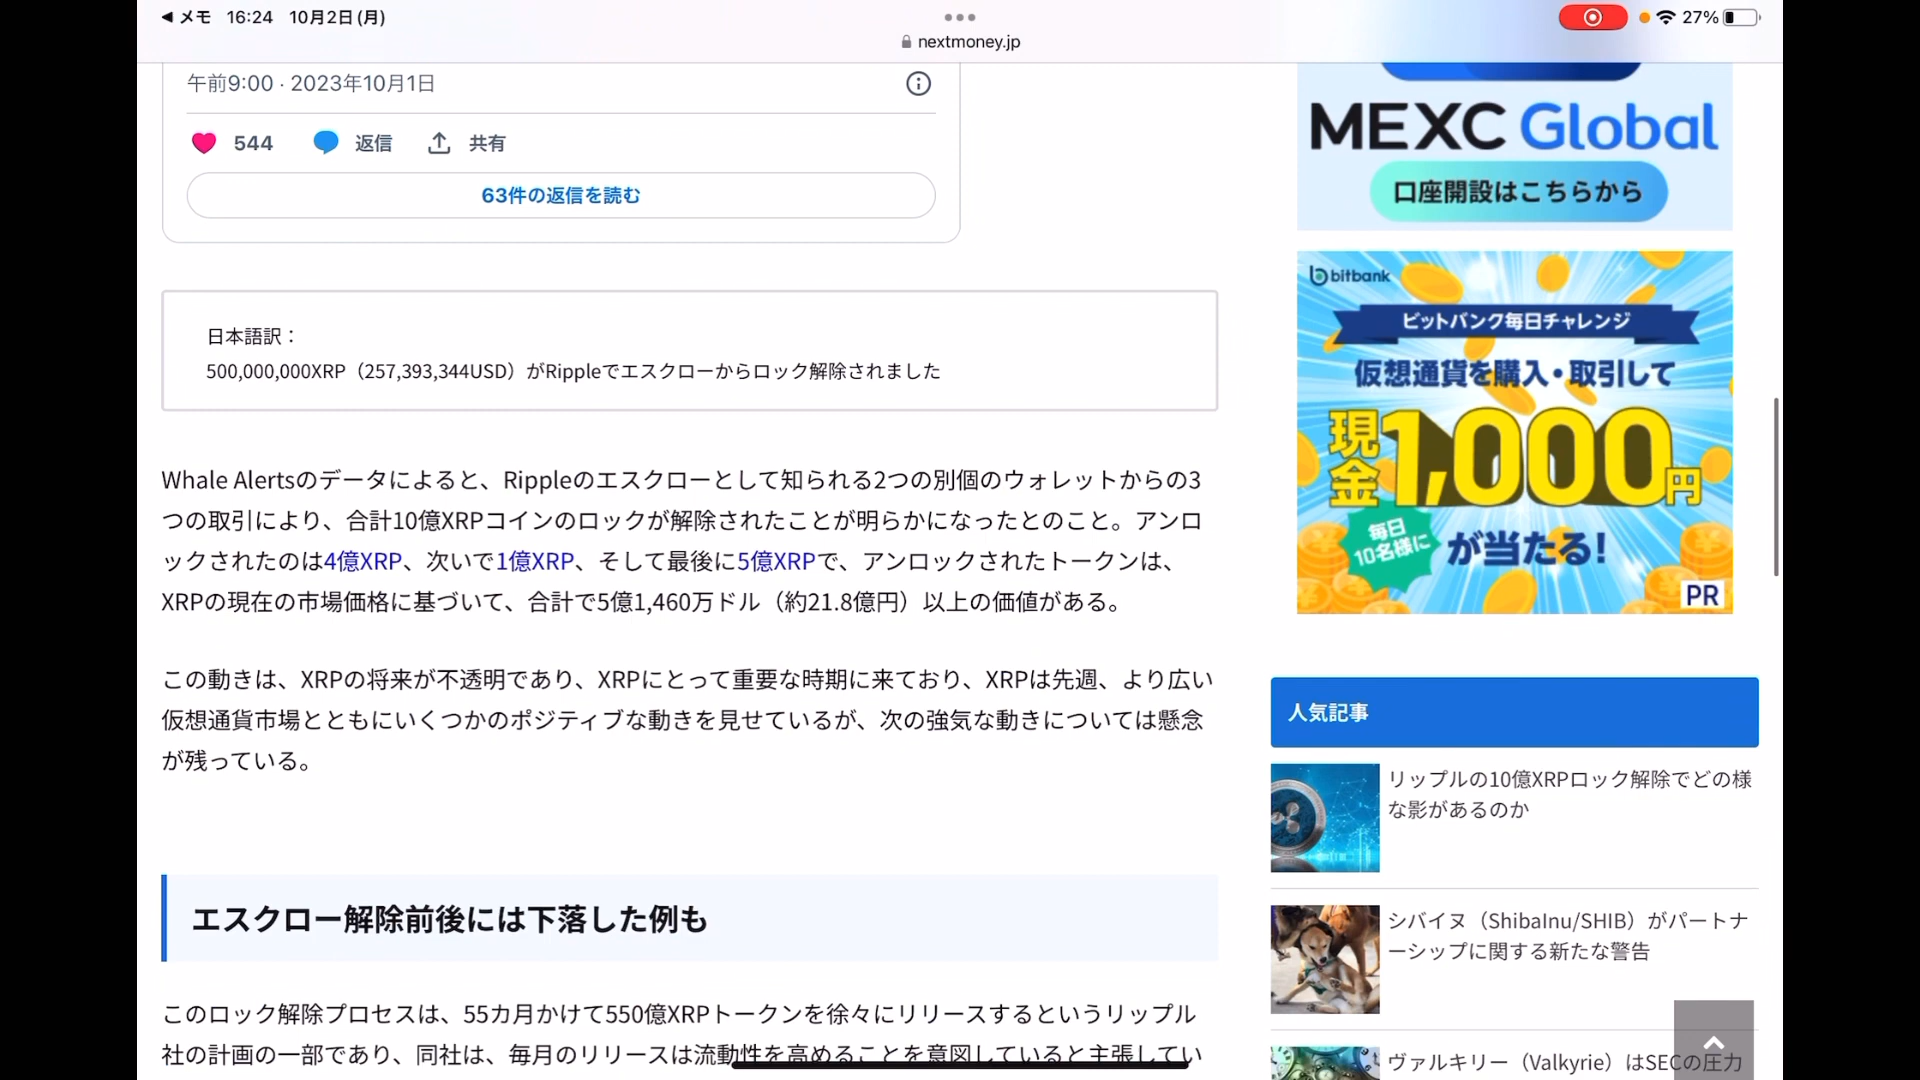 メモ 16:24 10月2日(月)
27%
nextmoney.jp
午前9:00 · 2023年10月1日
544 返信 共有
63件の返信を読む
日本語訳：
500,000,000XRP（257,393,344USD）がRippleでエスクローからロック解除されました
Whale Alertsのデータによると、Rippleのエスクローとして知られる2つの別個のウォレットからの3
つの取引により、合計10億XRPコインのロックが解除されたことが明らかになったとのこと。アンロ
ックされたのは4億XRP、次いで1億XRP、そして最後に5億XRPで、アンロックされたトークンは、
XRPの現在の市場価格に基づいて、合計で5億1,460万ドル（約21.8億円）以上の価値がある。
この動きは、XRPの将来が不透明であり、XRPにとって重要な時期に来ており、XRPは先週、より広い
仮想通貨市場とともにいくつかのポジティブな動きを見せているが、次の強気な動きについては懸念
が残っている。
エスクロー解除前後には下落した例も
このロック解除プロセスは、55カ月かけて550億XRPトークンを徐々にリリースするというリップル
社の計画の一部であり、同社は、毎月のリリースは流動性を高めることを意図していると主張してい
MEXC Global
口座開設はこちらから
bitbank
ビットバンク毎日チャレンジ
仮想通貨を購入・取引して
現金1,000円
毎日
10名様に
が当たる!
PR
人気記事
リップルの10億XRPロック解除でどの様
な影があるのか
シバイヌ（ShibaInu/SHIB）がパートナ
ーシップに関する新たな警告
ヴァルキリー（Valkyrie）はSECの圧力